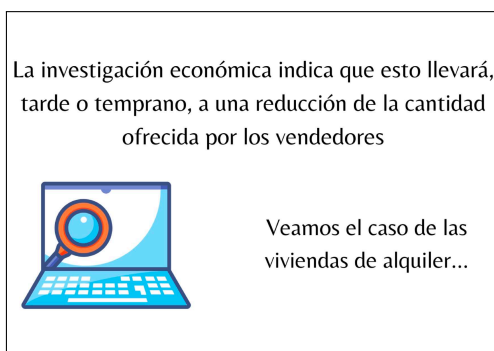 La investigación económica indica que esto llevará,
tarde o temprano, a una reducción de la cantidad
ofrecida por los vendedores
Veamos el caso de las
viviendas de alquiler...